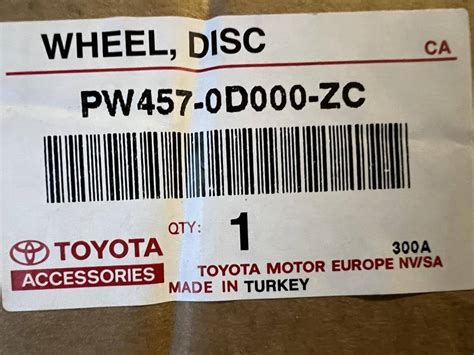 WHEEL, DISC
CA
PW457-0D000-ZC
QTY: 1
300A
TOYOTA
ACCESSORIES
TOYOTA MOTOR EUROPE NV/SA
MADE IN TURKEY